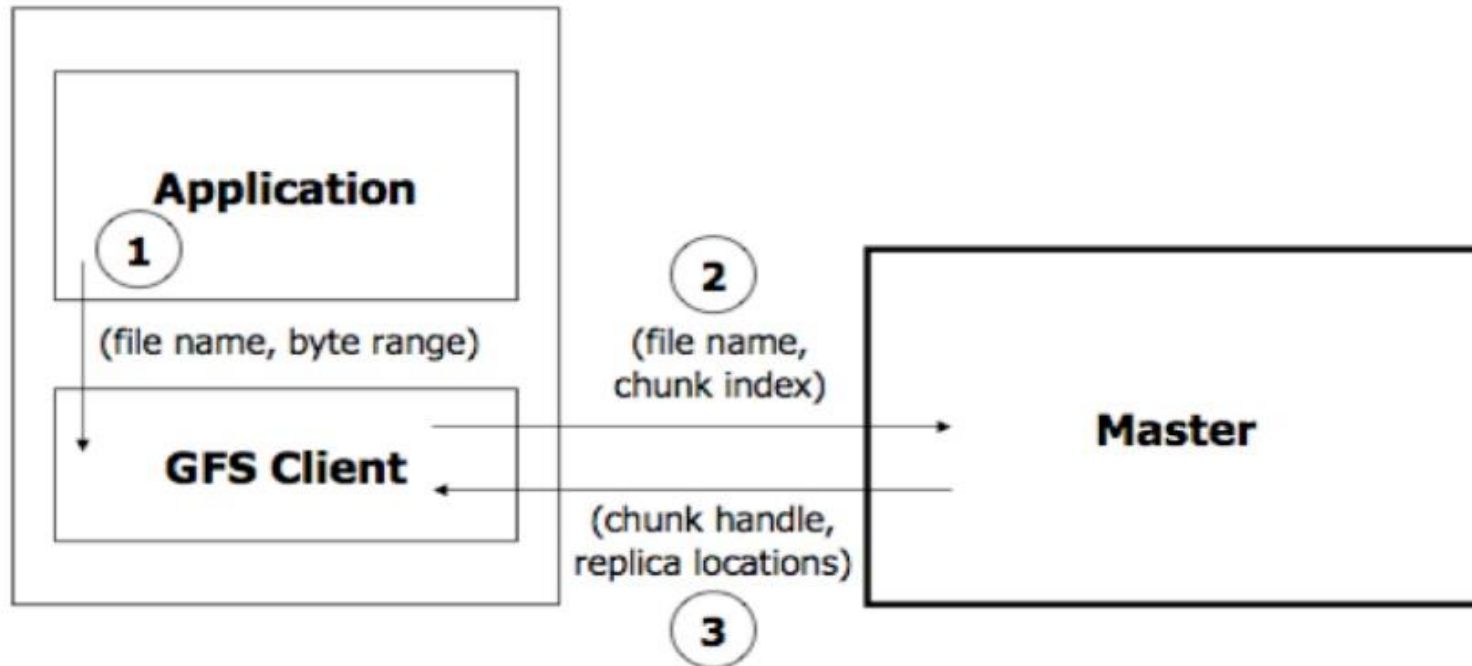 Application
1
(file name, byte range)
GFS Client
2
(file name,
chunk index)
(chunk handle,
replica locations)
3
Master